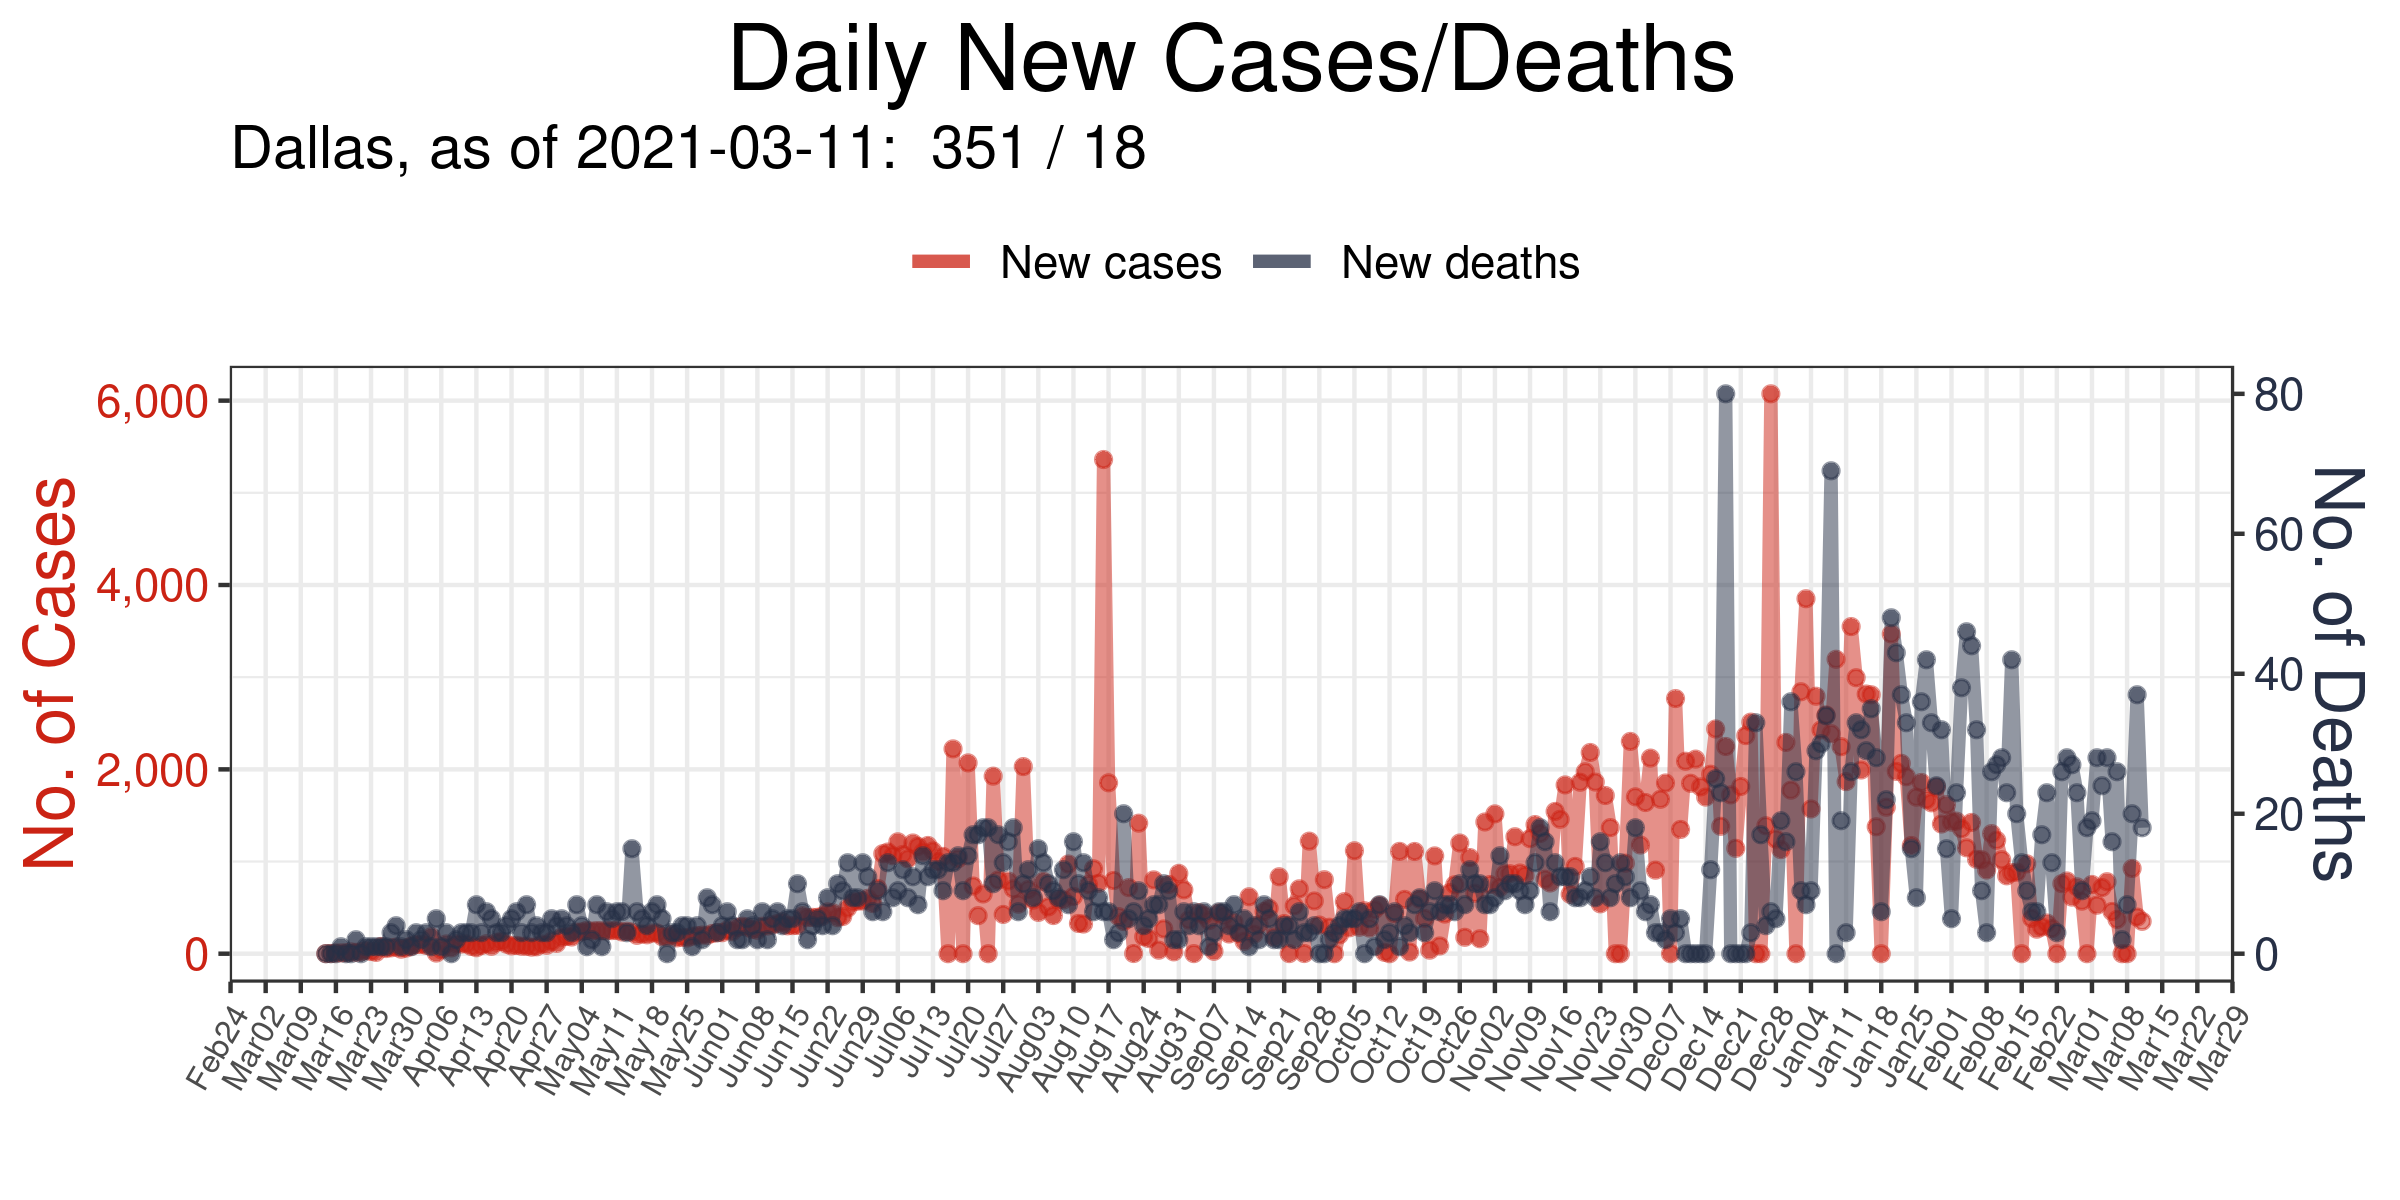 Daily New Cases/Deaths
Dallas, as of 2021-03-11:  351 / 18
New cases
New deaths
No. of Cases
6,000
4,000
2,000
0
80
60
40
20
0
No. of Deaths
Feb24
Mar02
Mar09
Mar16
Mar23
Mar30
Apr06
Apr13
Apr20
Apr27
May04
May11
May18
May25
Jun01
Jun08
Jun15
Jun22
Jun29
Jul06
Jul13
Jul20
Jul27
Aug03
Aug10
Aug17
Aug24
Aug31
Sep07
Sep14
Sep21
Sep28
Oct05
Oct12
Oct19
Oct26
Nov02
Nov09
Nov16
Nov23
Nov30
Dec07
Dec14
Dec21
Dec28
Jan04
Jan11
Jan18
Jan25
Feb01
Feb08
Feb15
Feb22
Mar01
Mar08
Mar15
Mar22
Mar29